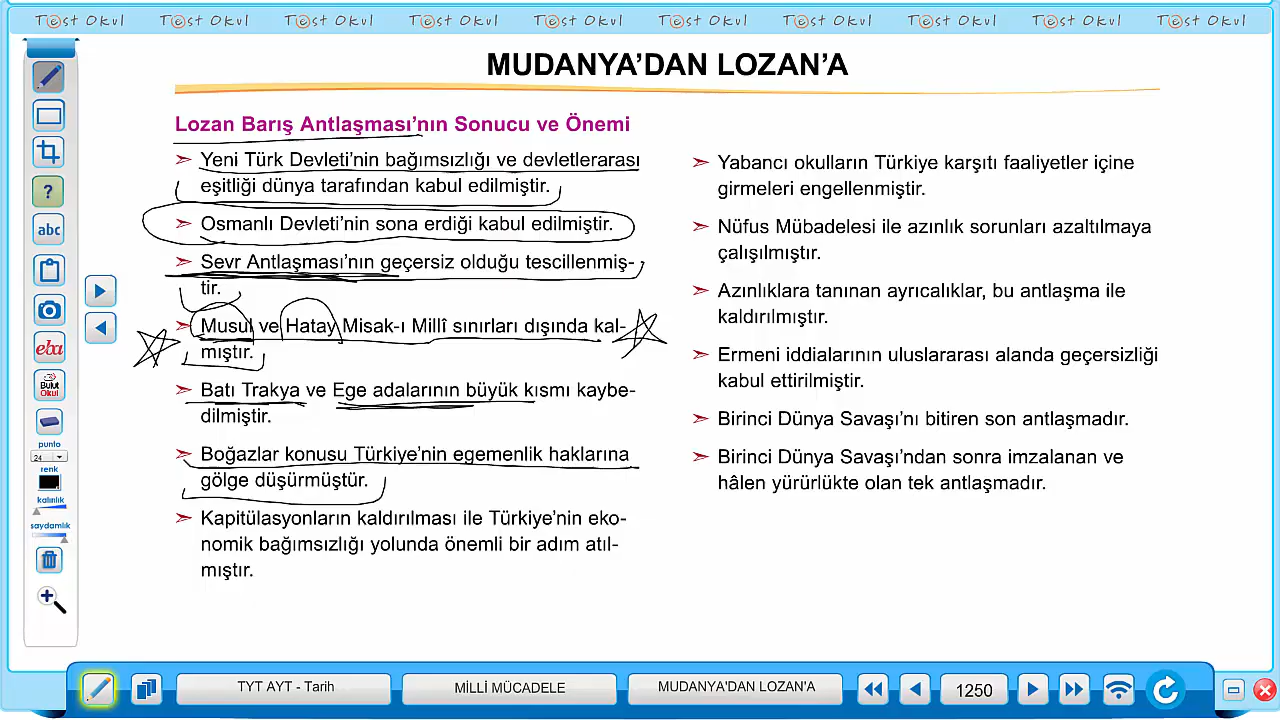 Test Okul Test Okul Test Okul Test Okul Test Okul Test Okul Test Okul Test Okul Test Okul Test Okul
MUDANYA’DAN LOZAN’A
Lozan Barış Antlaşması’nın Sonucu ve Önemi
➢ Yeni Türk Devleti’nin bağımsızlığı ve devletlerarası
eşitliği dünya tarafından kabul edilmiştir.
➢ Osmanlı Devleti’nin sona erdiği kabul edilmiştir.
➢ Sevr Antlaşması’nın geçersiz olduğu tescillenmiş-
tir.
➢ Musul ve Hatay Misak-ı Millî sınırları dışında kal-
mıştır.
➢ Batı Trakya ve Ege adalarının büyük kısmı kaybe-
dilmiştir.
➢ Boğazlar konusu Türkiye’nin egemenlik haklarına
gölge düşürmüştür.
➢ Kapitülasyonların kaldırılması ile Türkiye’nin eko-
nomik bağımsızlığı yolunda önemli bir adım atıl-
mıştır.
➢ Yabancı okulların Türkiye karşıtı faaliyetler içine
girmeleri engellenmiştir.
➢ Nüfus Mübadelesi ile azınlık sorunları azaltılmaya
çalışılmıştır.
➢ Azınlıklara tanınan ayrıcalıklar, bu antlaşma ile
kaldırılmıştır.
➢ Ermeni iddialarının uluslararası alanda geçersizliği
kabul ettirilmiştir.
➢ Birinci Dünya Savaşı’nı bitiren son antlaşmadır.
➢ Birinci Dünya Savaşı’ndan sonra imzalanan ve
hâlen yürürlükte olan tek antlaşmadır.
?
abc
eba
Bulut
Okul
punto
24
renk
kalınlık
saydamlık
TYT AYT - Tarih
MİLLİ MÜCADELE
MUDANYA'DAN LOZAN'A
1250